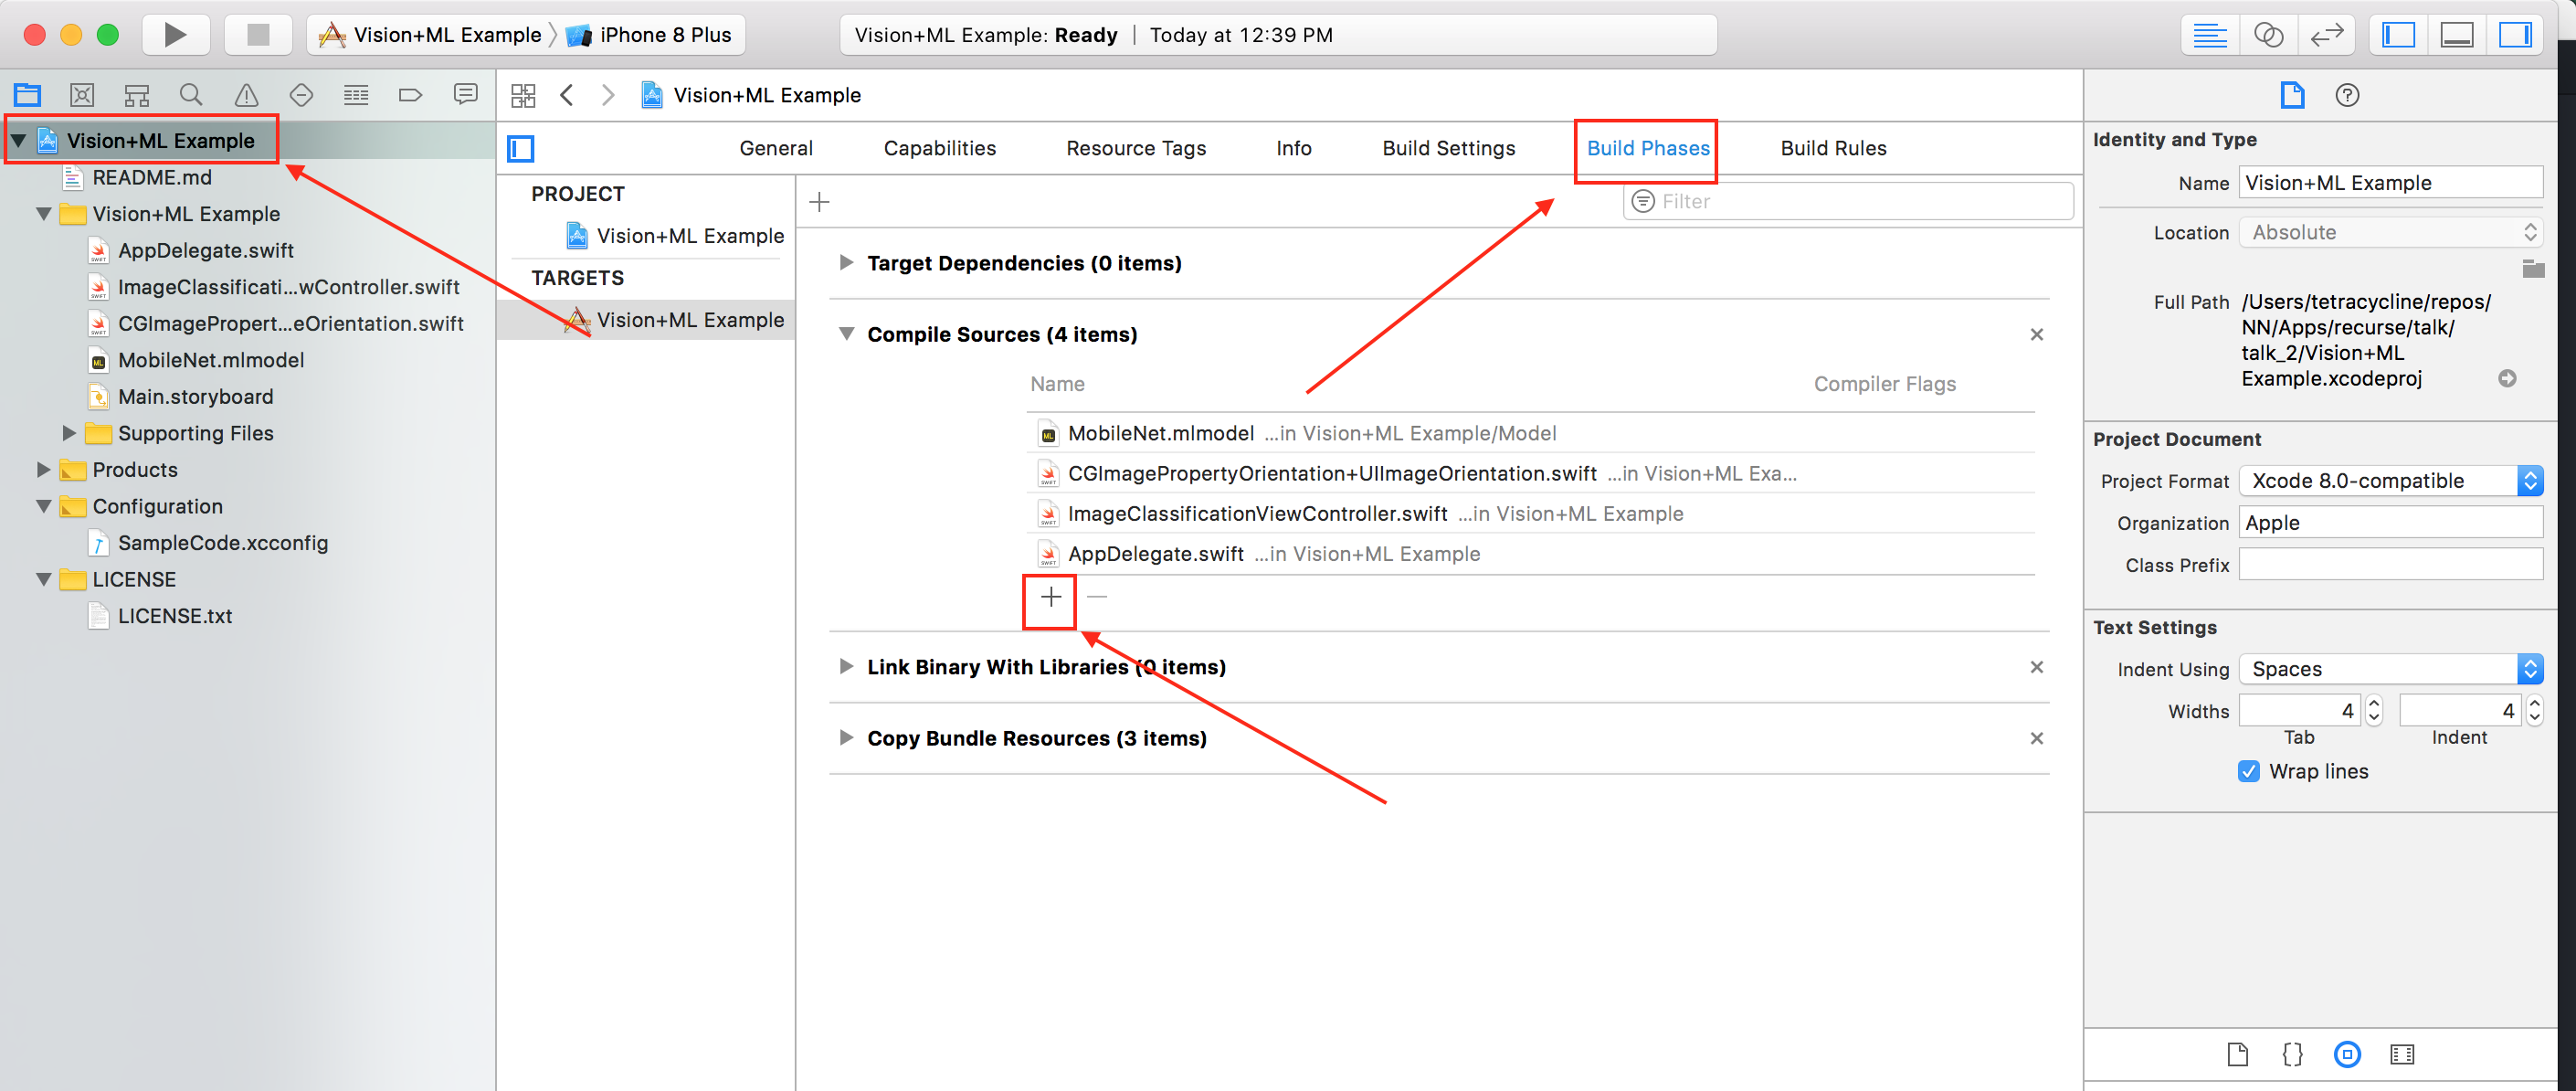 Vision+ML Example
iPhone 8 Plus
Vision+ML Example: Ready | Today at 12:39 PM
Vision+ML Example
README.md
Vision+ML Example
AppDelegate.swift
ImageClassificati...wController.swift
CGImagePropert...eOrientation.swift
MobileNet.mlmodel
Main.storyboard
Supporting Files
Products
Configuration
SampleCode.xcconfig
LICENSE
LICENSE.txt
Vision+ML Example
General Capabilities Resource Tags Info Build Settings Build Phases Build Rules
PROJECT
Vision+ML Example
TARGETS
Vision+ML Example
Filter
Target Dependencies (0 items)
Compile Sources (4 items)
Name Compiler Flags
MobileNet.mlmodel ...in Vision+ML Example/Model
CGImagePropertyOrientation+UIImageOrientation.swift ...in Vision+ML Exa...
ImageClassificationViewController.swift ...in Vision+ML Example
AppDelegate.swift ...in Vision+ML Example
Link Binary With Libraries (0 items)
Copy Bundle Resources (3 items)
Identity and Type
Name Vision+ML Example
Location Absolute
Full Path /Users/tetracycline/repos/
NN/Apps/recurse/talk/
talk_2/Vision+ML
Example.xcodeproj
Project Document
Project Format Xcode 8.0-compatible
Organization Apple
Class Prefix
Text Settings
Indent Using Spaces
Widths 4 4
Tab Indent
Wrap lines